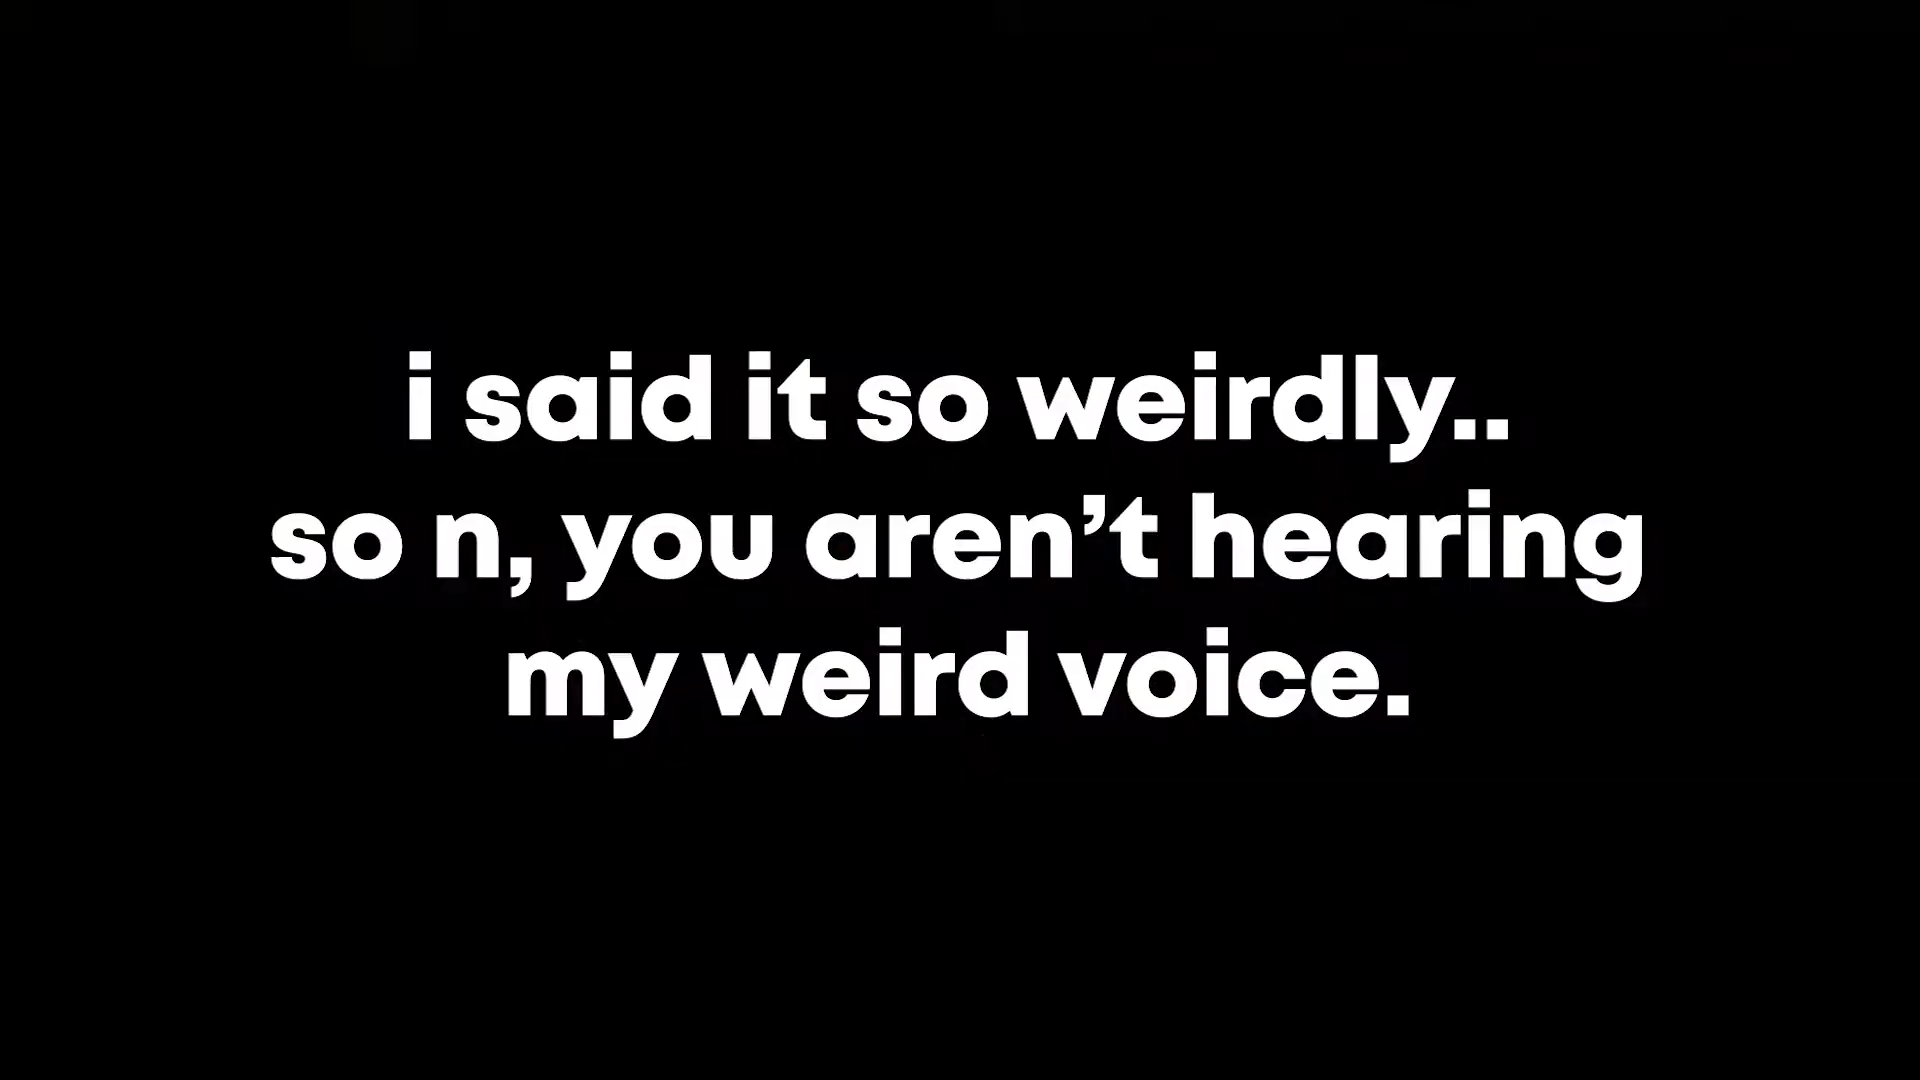 i said it so weirdly..
so n, you aren’t hearing
my weird voice.